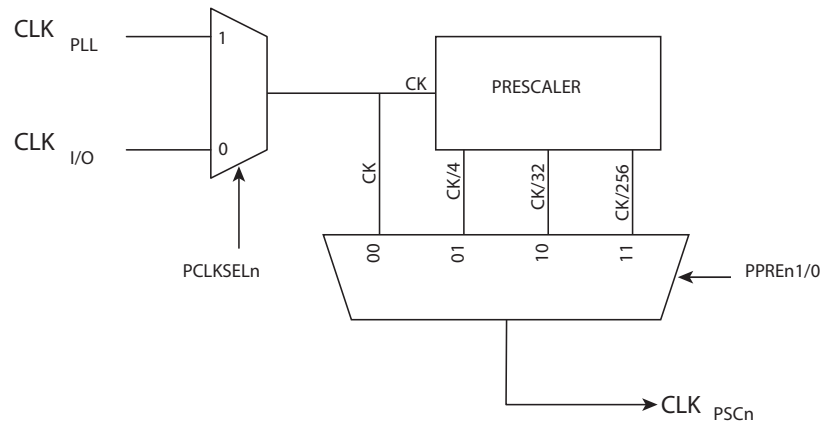 CLK PLL
1
CK
PRESCALER
CLK I/O
0
CK
CK/4
CK/32
CK/256
00
01
10
11
PCLKSELn
PPREn1/0
CLK PSCn